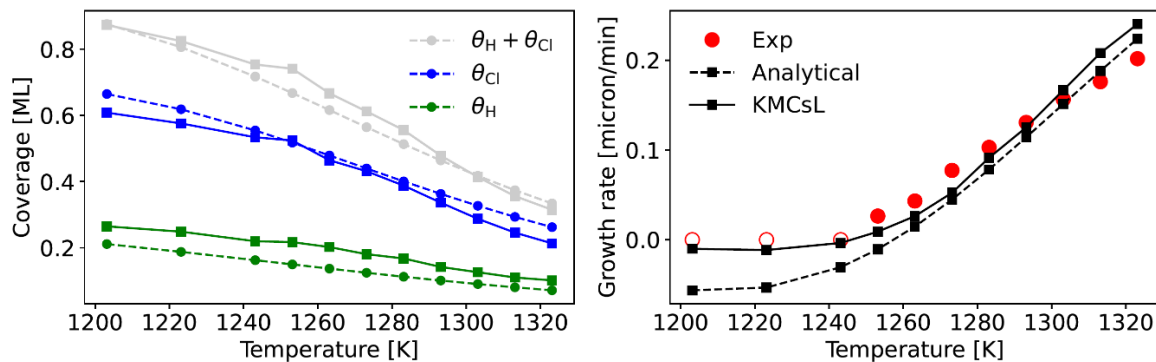 Coverage [ML]
0.8
0.6
0.4
0.2
θH + θCl
θCl
θH
1200 1220 1240 1260 1280 1300 1320
Temperature [K]
Growth rate [micron/min]
0.2
0.1
0.0
Exp
Analytical
KMCsL
1200 1220 1240 1260 1280 1300 1320
Temperature [K]